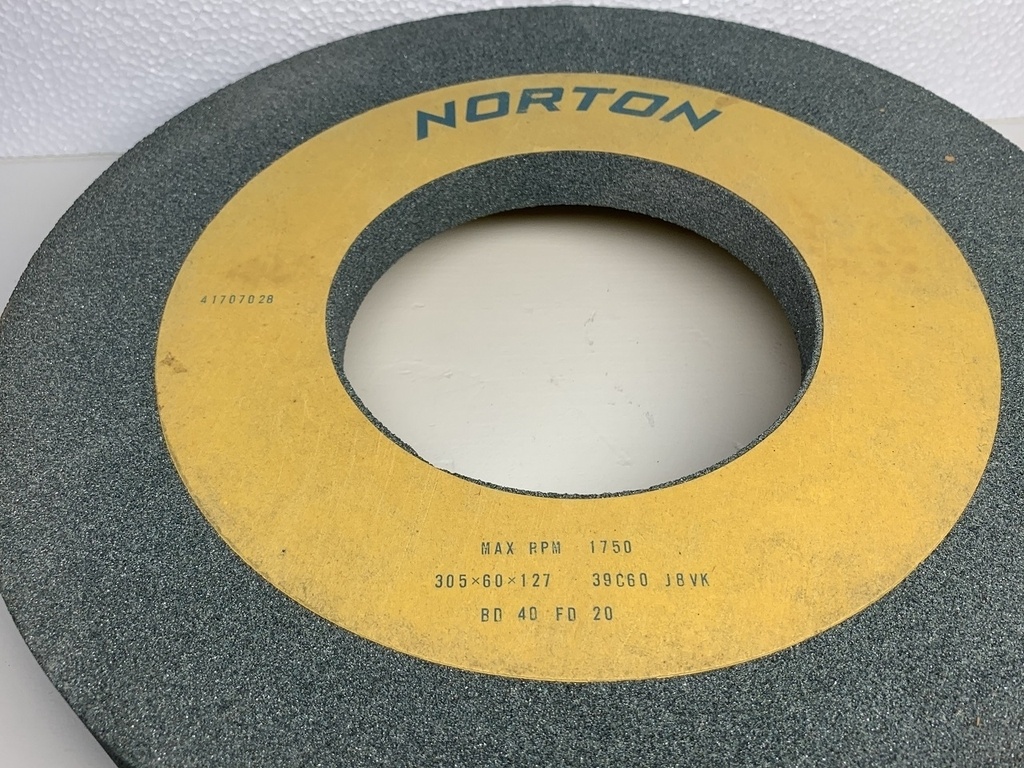 NORTON
41707028
MAX RPM 1750
305×60×127 39C60 J8VK
BD 40 FD 20